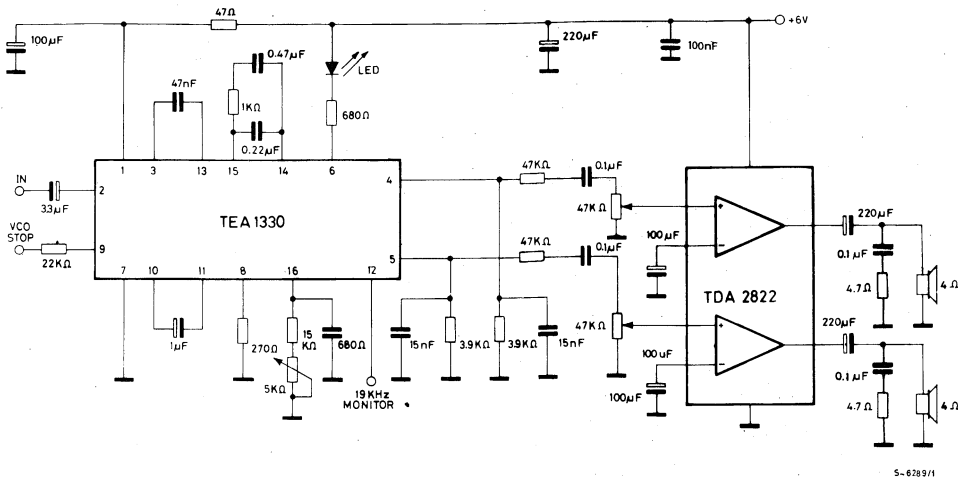 47Ω
+6V
100µF
220µF
100nF
0.47µF
LED
47nF
1KΩ
680Ω
0.22µF
1
3
13
15
14
6
IN
2
3.3µF
TEA 1330
4
47KΩ
0.1µF
47KΩ
VCO
STOP
9
22KΩ
5
47KΩ
0.1µF
100µF
+
−
TDA 2822
220µF
0.1µF
4.7Ω
4Ω
7
10
11
8
16
12
1µF
270Ω
15
KΩ
680Ω
5KΩ
19KHz
MONITOR
15nF
3.9KΩ
3.9KΩ
15nF
47KΩ
100uF
100µF
+
−
220µF
0.1µF
4.7Ω
4Ω
S-6289/1